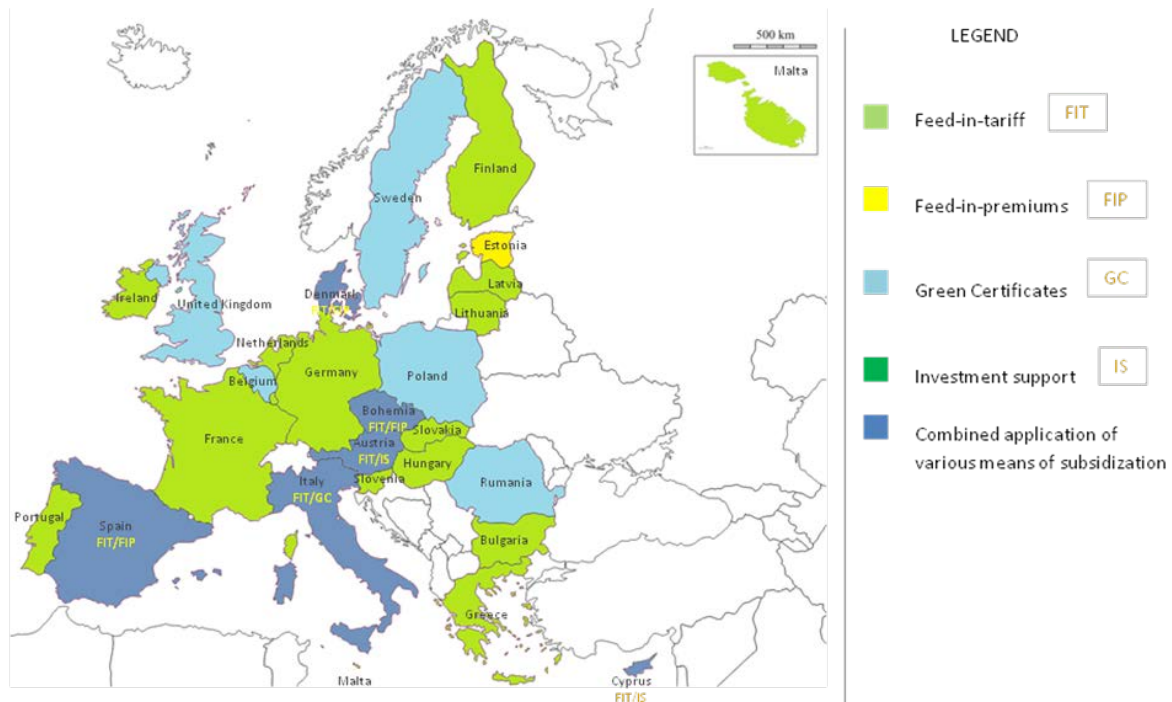 500 km
Malta
Finland
Sweden
Estonia
Latvia
Lithuania
Denmark
Ireland
United Kingdom
Netherlands
Belgium
Germany
Poland
Bohemia
FIT/FIP
Slovakia
Austria
FIT/IS
Hungary
France
Slovenia
Italy
FIT/GC
Rumania
Portugal
Spain
FIT/FIP
Bulgaria
Greece
Malta
Cyprus
FIT/IS
LEGEND
Feed-in-tariff FIT
Feed-in-premiums FIP
Green Certificates GC
Investment support IS
Combined application of
various means of subsidization